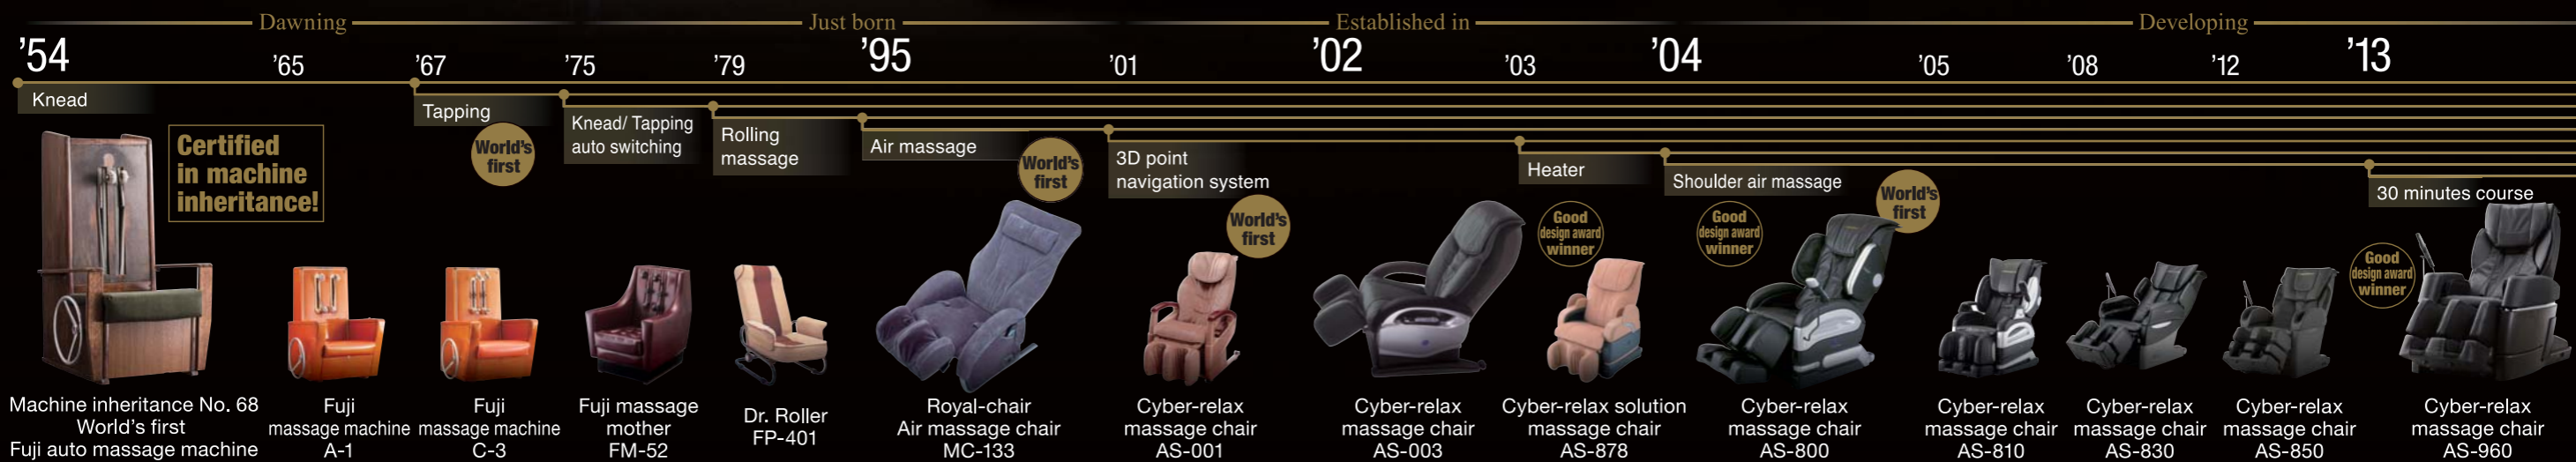 Dawning
Just born
Established in
Developing
’54
’65
’67
’75
’79
’95
’01
’02
’03
’04
’05
’08
’12
’13
Knead
Tapping
Knead/ Tapping
auto switching
Rolling
massage
Air massage
3D point
navigation system
Heater
Shoulder air massage
30 minutes course
Certified
in machine
inheritance!
World’s
first
World’s
first
World’s
first
Good
design award
winner
Good
design award
winner
World’s
first
Good
design award
winner
Machine inheritance No. 68
World’s first
Fuji auto massage machine
Fuji
massage machine
A-1
Fuji
massage machine
C-3
Fuji massage
mother
FM-52
Dr. Roller
FP-401
Royal-chair
Air massage chair
MC-133
Cyber-relax
massage chair
AS-001
Cyber-relax
massage chair
AS-003
Cyber-relax solution
massage chair
AS-878
Cyber-relax
massage chair
AS-800
Cyber-relax
massage chair
AS-810
Cyber-relax
massage chair
AS-830
Cyber-relax
massage chair
AS-850
Cyber-relax
massage chair
AS-960